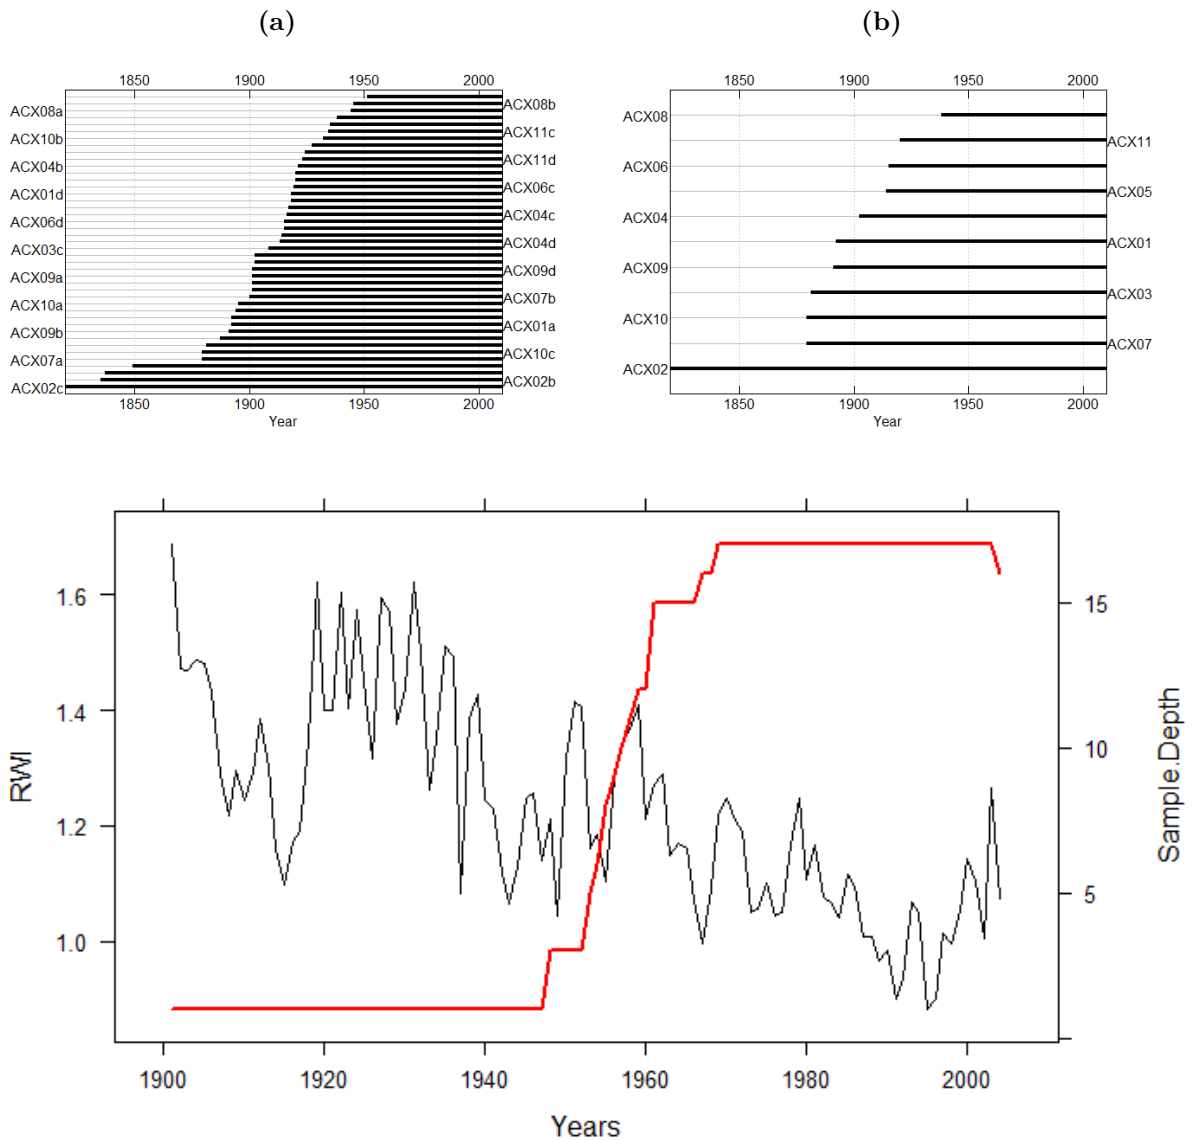 (a) (b)
1850 1900 1950 2000
1850 1900 1950 2000
ACX08a
ACX10b
ACX04b
ACX01d
ACX06d
ACX03c
ACX09a
ACX10a
ACX09b
ACX07a
ACX02c
ACX08b
ACX11c
ACX11d
ACX06c
ACX04c
ACX04d
ACX09d
ACX07b
ACX01a
ACX10c
ACX02b
1850 1900 1950 2000
Year
ACX08
ACX06
ACX04
ACX09
ACX10
ACX02
ACX11
ACX05
ACX01
ACX03
ACX07
1850 1900 1950 2000
Year
RWI
1.6
1.4
1.2
1.0
15
10
5
Sample.Depth
1900 1920 1940 1960 1980 2000
Years